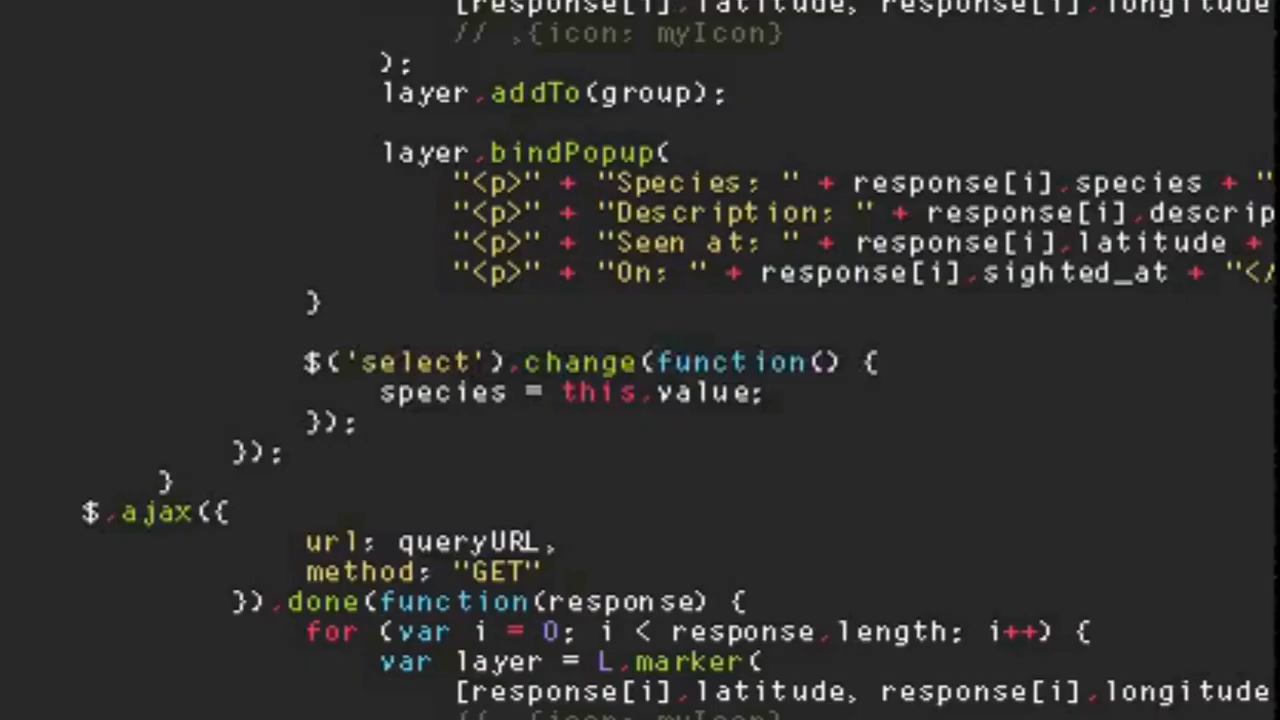 [response[i].latitude, response[i].longitude
// ,{icon: myIcon}
);
layer.addTo(group);
layer.bindPopup(
"<p>" + "Species: " + response[i].species + "
"<p>" + "Description: " + response[i].descrip
"<p>" + "Seen at: " + response[i].latitude +
"<p>" + "On: " + response[i].sighted_at + "</
}
$('select').change(function() {
species = this.value;
});
});
}
$.ajax({
url: queryURL,
method: "GET"
}).done(function(response) {
for (var i = 0; i < response.length; i++) {
var layer = L.marker(
[response[i].latitude, response[i].longitude
// ,{icon: myIcon}